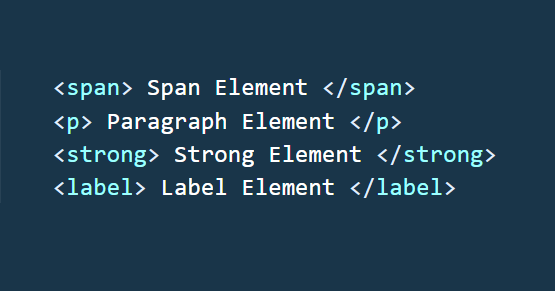 <span> Span Element </span>
<p> Paragraph Element </p>
<strong> Strong Element </strong>
<label> Label Element </label>